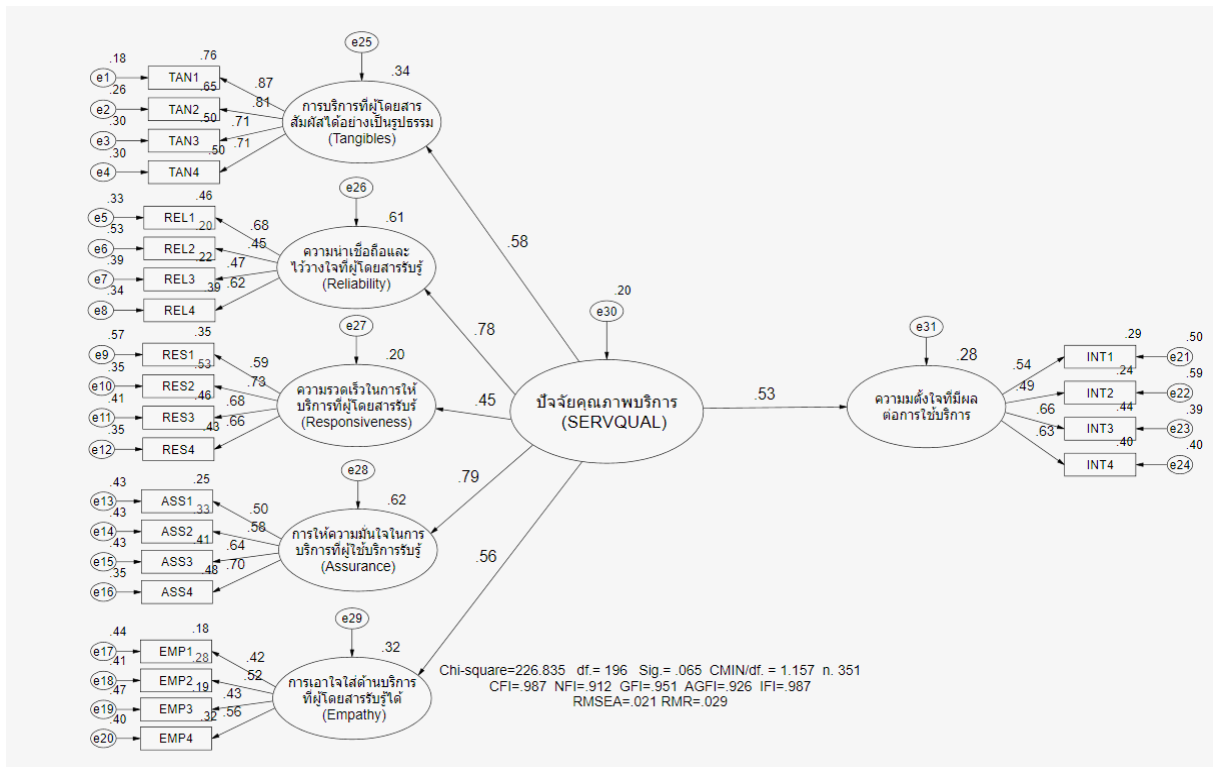 e25
.34
.18
.76
e1
TAN1
.87
.26
.65
e2
TAN2
.81
.30
.50
e3
TAN3
.71
.30
.50
e4
TAN4
.71
การบริการที่ผู้โดยสาร
สัมผัสได้อย่างเป็นรูปธรรม
(Tangibles)
.58
e26
.61
.33
.46
e5
REL1
.68
.53
.20
e6
REL2
.45
.39
.22
e7
REL3
.47
.34
.39
e8
REL4
.62
ความน่าเชื่อถือและ
ไว้วางใจที่ผู้โดยสารรับรู้
(Reliability)
.78
e27
.20
.57
.35
e9
RES1
.59
.35
.53
e10
RES2
.73
.41
.46
e11
RES3
.68
.35
.43
e12
RES4
.66
ความรวดเร็วในการให้
บริการที่ผู้โดยสารรับรู้
(Responsiveness)
.45
e28
.62
.43
.25
e13
ASS1
.50
.43
.33
e14
ASS2
.58
.43
.41
e15
ASS3
.64
.35
.48
e16
ASS4
.70
การให้ความมั่นใจในการ
บริการที่ผู้ใช้บริการรับรู้
(Assurance)
.79
e29
.32
.44
.18
e17
EMP1
.42
.41
.28
e18
EMP2
.52
.47
.19
e19
EMP3
.43
.40
.32
e20
EMP4
.56
การเอาใจใส่ด้านบริการ
ที่ผู้โดยสารรับรู้ได้
(Empathy)
.56
.20
e30
ปัจจัยคุณภาพบริการ
(SERVQUAL)
.53
e31
.28
ความมตั้งใจที่มีผล
ต่อการใช้บริการ
.54
.29
INT1
.50
e21
.49
.24
INT2
.59
e22
.66
.44
INT3
.39
e23
.63
.40
INT4
.40
e24
Chi-square=226.835 df.= 196 Sig.= .065 CMIN/df. = 1.157 n. 351
CFI=.987 NFI=.912 GFI=.951 AGFI=.926 IFI=.987
RMSEA=.021 RMR=.029